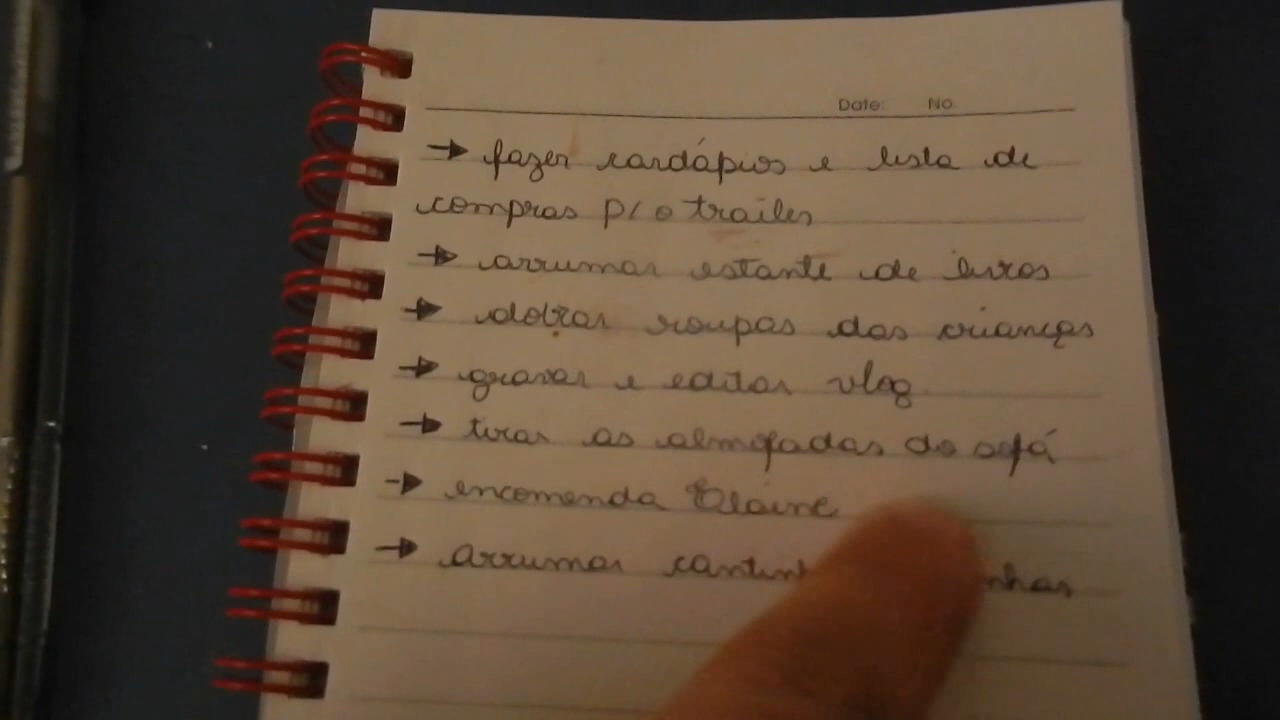 Date: No.
→ fazer cardápios e lista de
compras p/ o trailer
→ arrumar estante de livros
→ dobrar roupas das crianças
→ gravar e editar vlog
→ tirar as almofadas do sofá
→ encomenda Elaine
→ arrumar